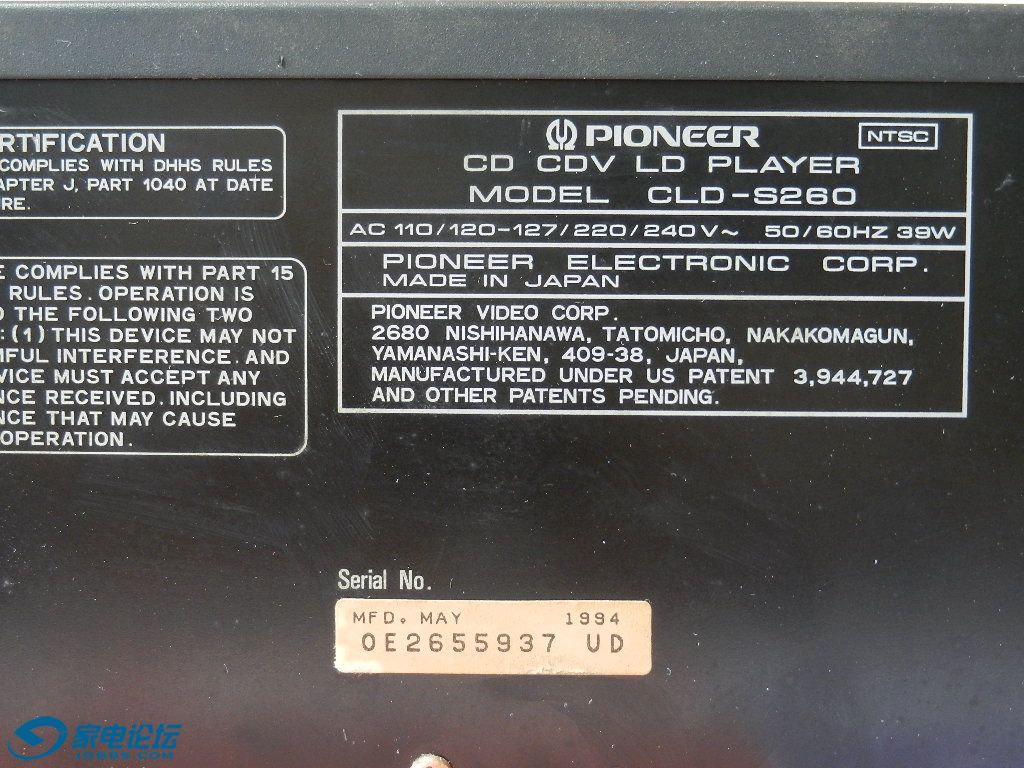 RTIFICATION
COMPLIES WITH DHHS RULES
APTER J, PART 1040 AT DATE
RE.
E COMPLIES WITH PART 15
RULES. OPERATION IS
O THE FOLLOWING TWO
: (1) THIS DEVICE MAY NOT
MFUL INTERFERENCE. AND
VICE MUST ACCEPT ANY
NCE RECEIVED. INCLUDING
NCE THAT MAY CAUSE
OPERATION.
PIONEER NTSC
CD CDV LD PLAYER
MODEL CLD-S260
AC 110/120-127/220/240V~ 50/60HZ 39W
PIONEER ELECTRONIC CORP.
MADE IN JAPAN
PIONEER VIDEO CORP.
2680 NISHIHANAWA, TATOMICHO, NAKAKOMAGUN,
YAMANASHI-KEN, 409-38, JAPAN,
MANUFACTURED UNDER US PATENT 3,944,727
AND OTHER PATENTS PENDING.
Serial No.
MFD. MAY 1994
OE2655937 UD
家电论坛
JDBBS.COM